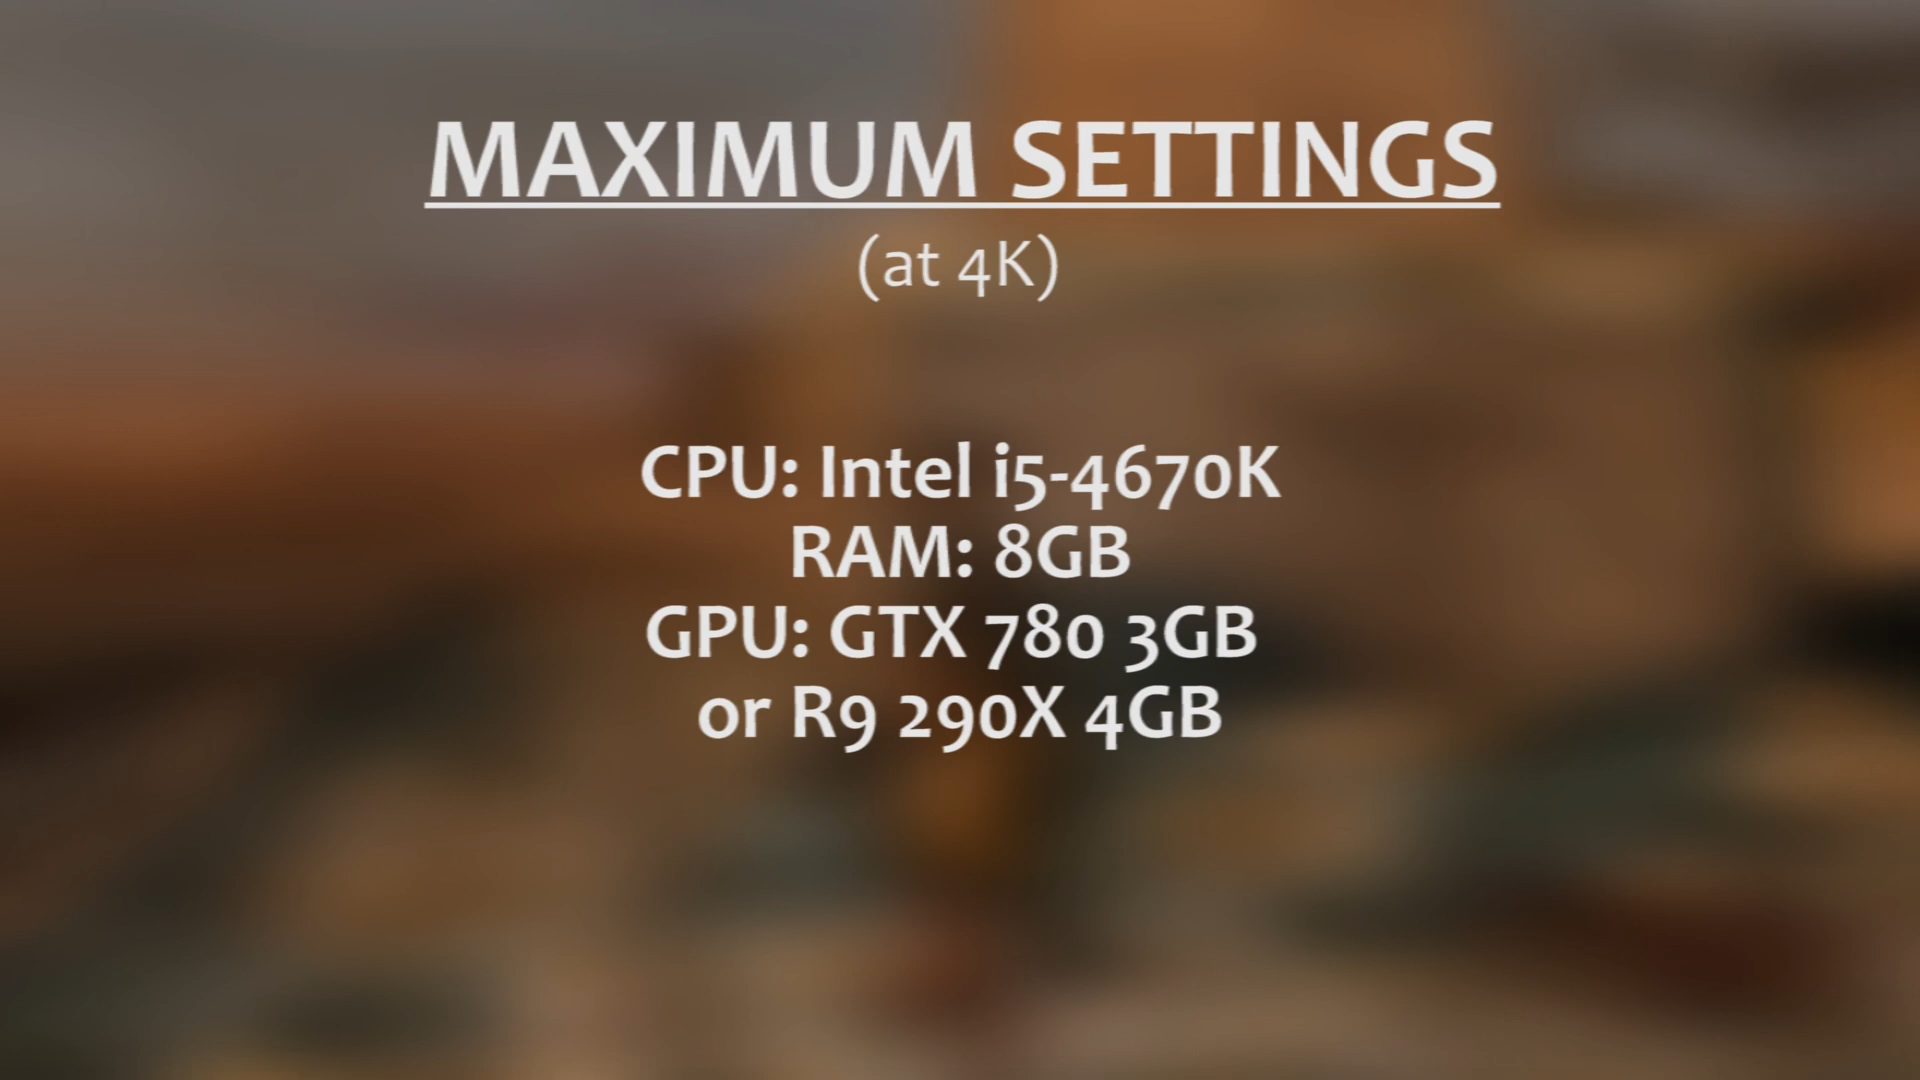 MAXIMUM SETTINGS
(at 4K)
CPU: Intel i5-4670K
RAM: 8GB
GPU: GTX 780 3GB
or R9 290X 4GB